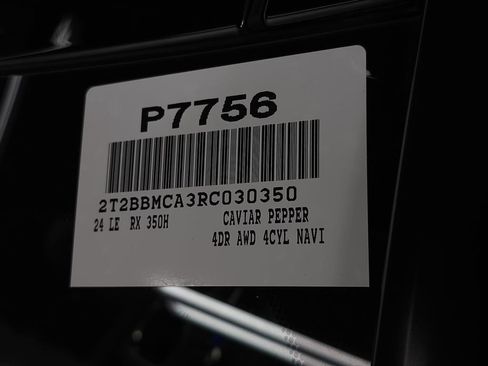 P7756
2T2BBMCA3RC030350
24 LE RX 350H CAVIAR PEPPER
4DR AWD 4CYL NAVI